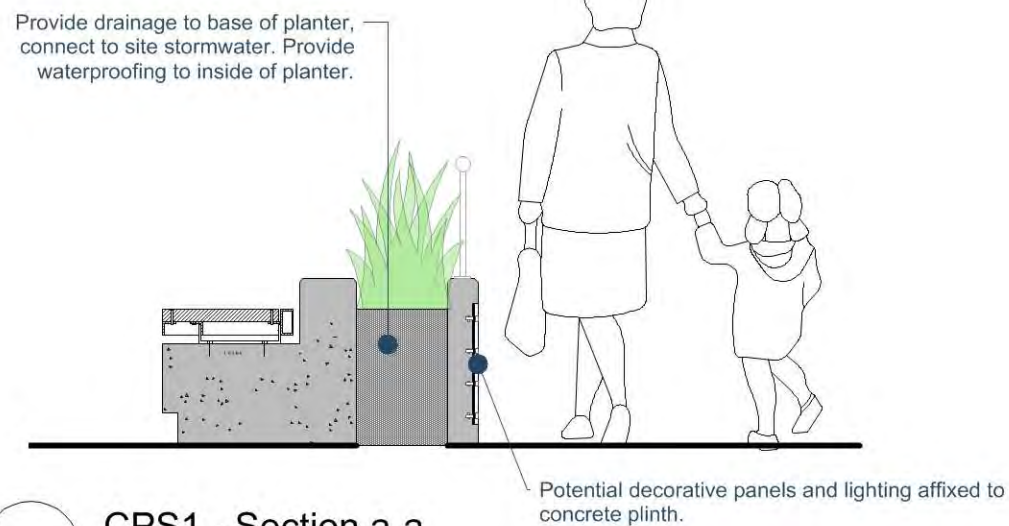 Provide drainage to base of planter,
connect to site stormwater. Provide
waterproofing to inside of planter.
Potential decorative panels and lighting affixed to
concrete plinth.
CPS1 - Section a-a